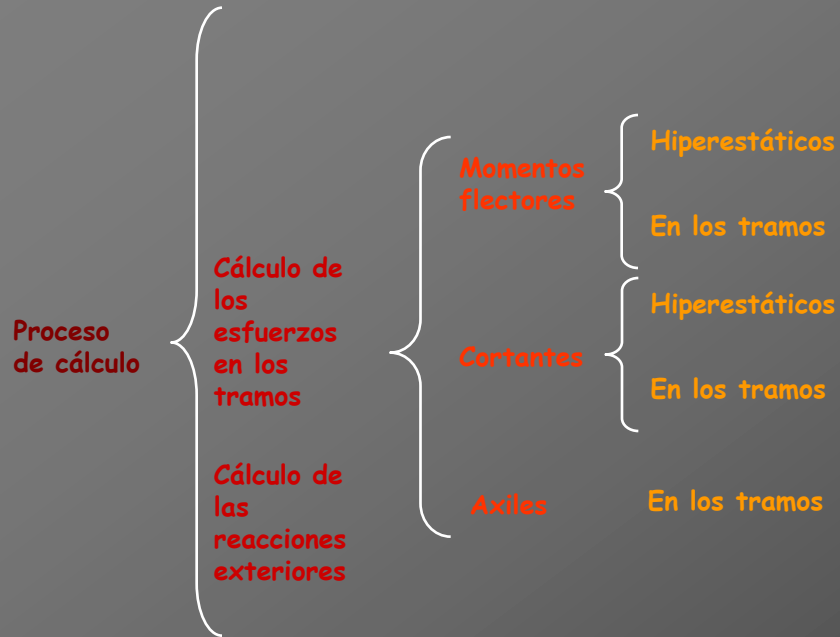 Proceso
de cálculo
Cálculo de
los
esfuerzos
en los
tramos
Momentos
flectores
Hiperestáticos
En los tramos
Cortantes
Hiperestáticos
En los tramos
Axiles
En los tramos
Cálculo de
las
reacciones
exteriores